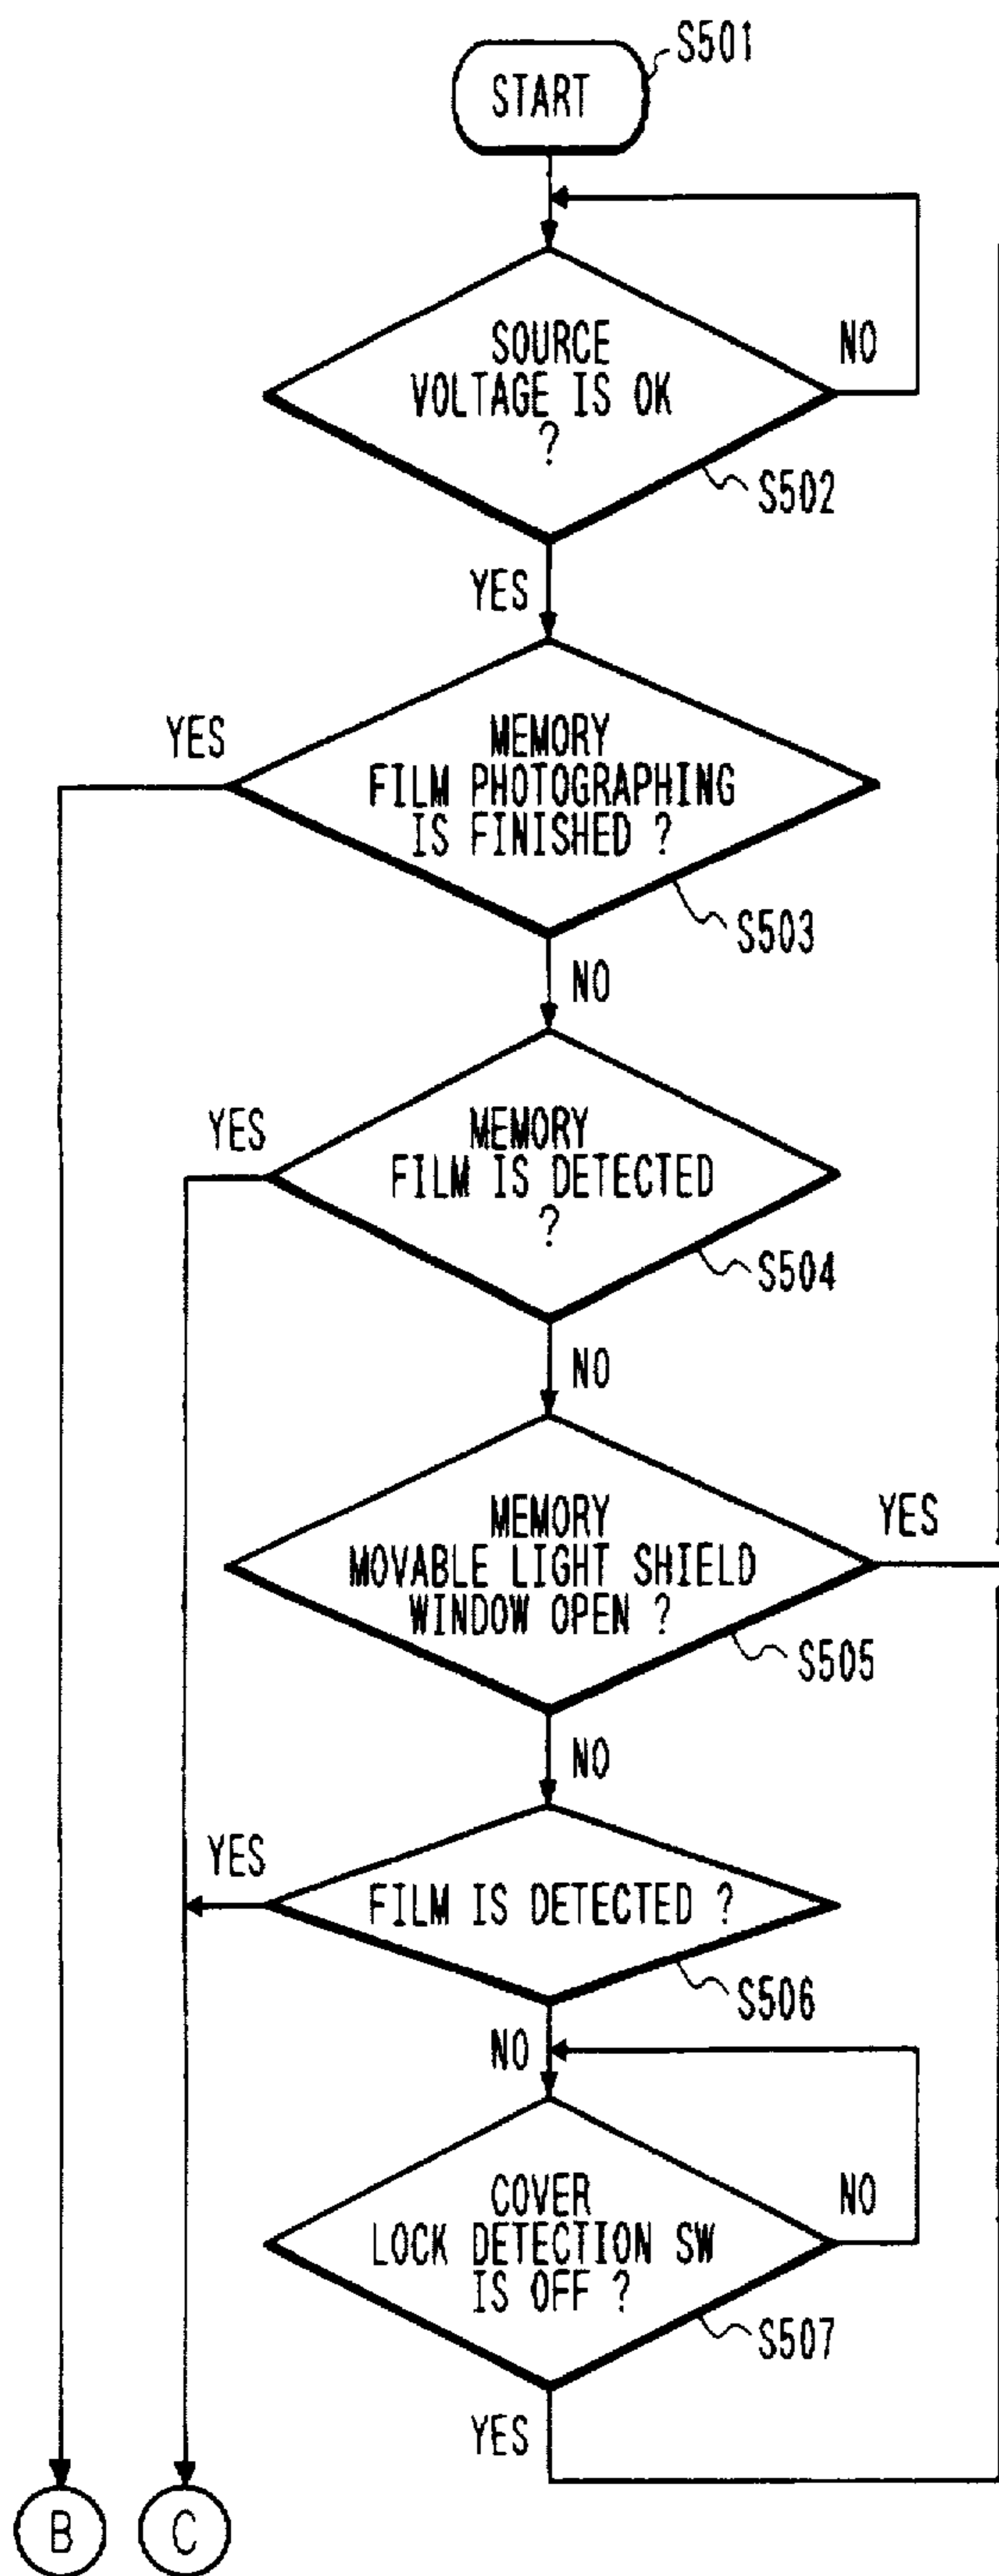 S501
START
SOURCE
VOLTAGE IS OK
?
NO
S502
YES
MEMORY
FILM PHOTOGRAPHING
IS FINISHED ?
YES
S503
NO
MEMORY
FILM IS DETECTED
?
YES
S504
NO
MEMORY
MOVABLE LIGHT SHIELD
WINDOW OPEN ?
YES
S505
NO
YES
FILM IS DETECTED ?
S506
NO
COVER
LOCK DETECTION SW
IS OFF ?
NO
S507
YES
B
C